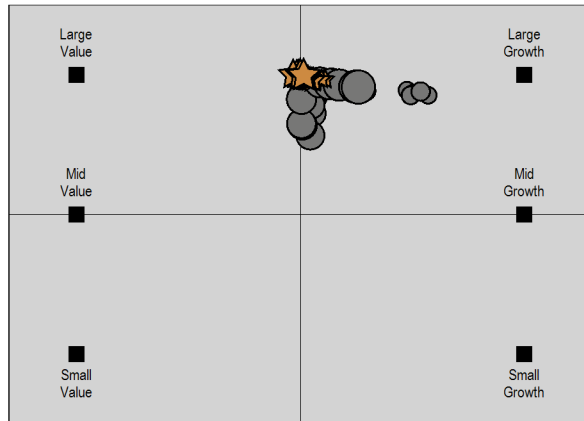 Large
Value
Large
Growth
Mid
Value
Mid
Growth
Small
Value
Small
Growth